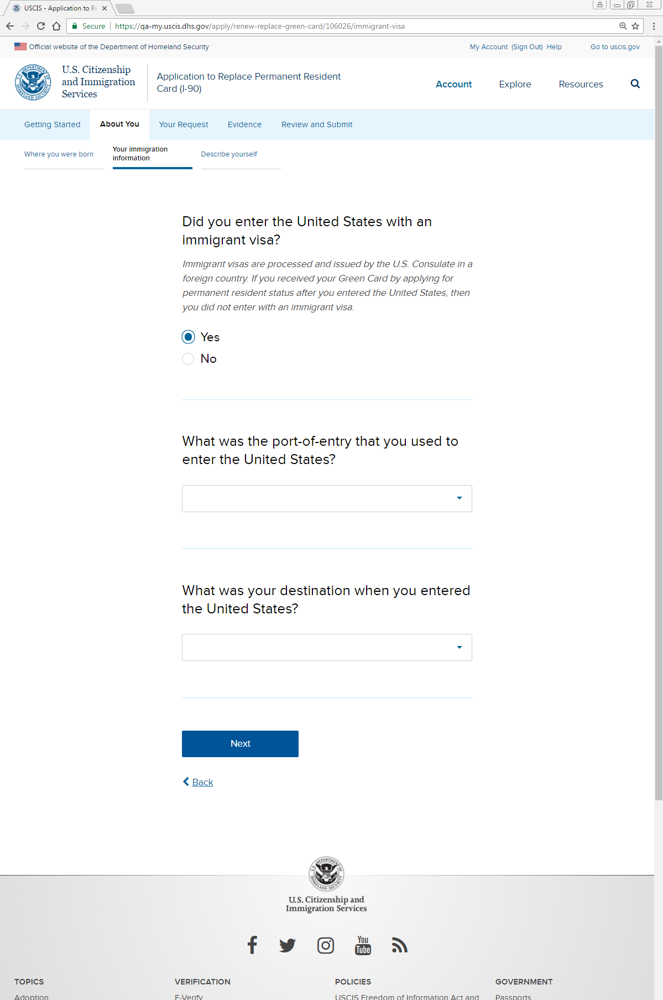 USCIS - Application to Re
Secure https://qa-my.uscis.dhs.gov/apply/renew-replace-green-card/106026/immigrant-visa
Official website of the Department of Homeland Security My Account (Sign Out) Help Go to uscis.gov
U.S. Citizenship
and Immigration
Services
Application to Replace Permanent Resident
Card (I-90)
Account Explore Resources
Getting Started About You Your Request Evidence Review and Submit
Where you were born
Your immigration
information
Describe yourself
Did you enter the United States with an
immigrant visa?
Immigrant visas are processed and issued by the U.S. Consulate in a
foreign country. If you received your Green Card by applying for
permanent resident status after you entered the United States, then
you did not enter with an immigrant visa.
Yes
No
What was the port-of-entry that you used to
enter the United States?
What was your destination when you entered
the United States?
Next
Back
U.S. DEPARTMENT OF HOMELAND SECURITY
U.S. Citizenship and
Immigration Services
You
Tube
TOPICS VERIFICATION POLICIES GOVERNMENT
Adoption E-Verify USCIS Freedom of Information Act and Passports